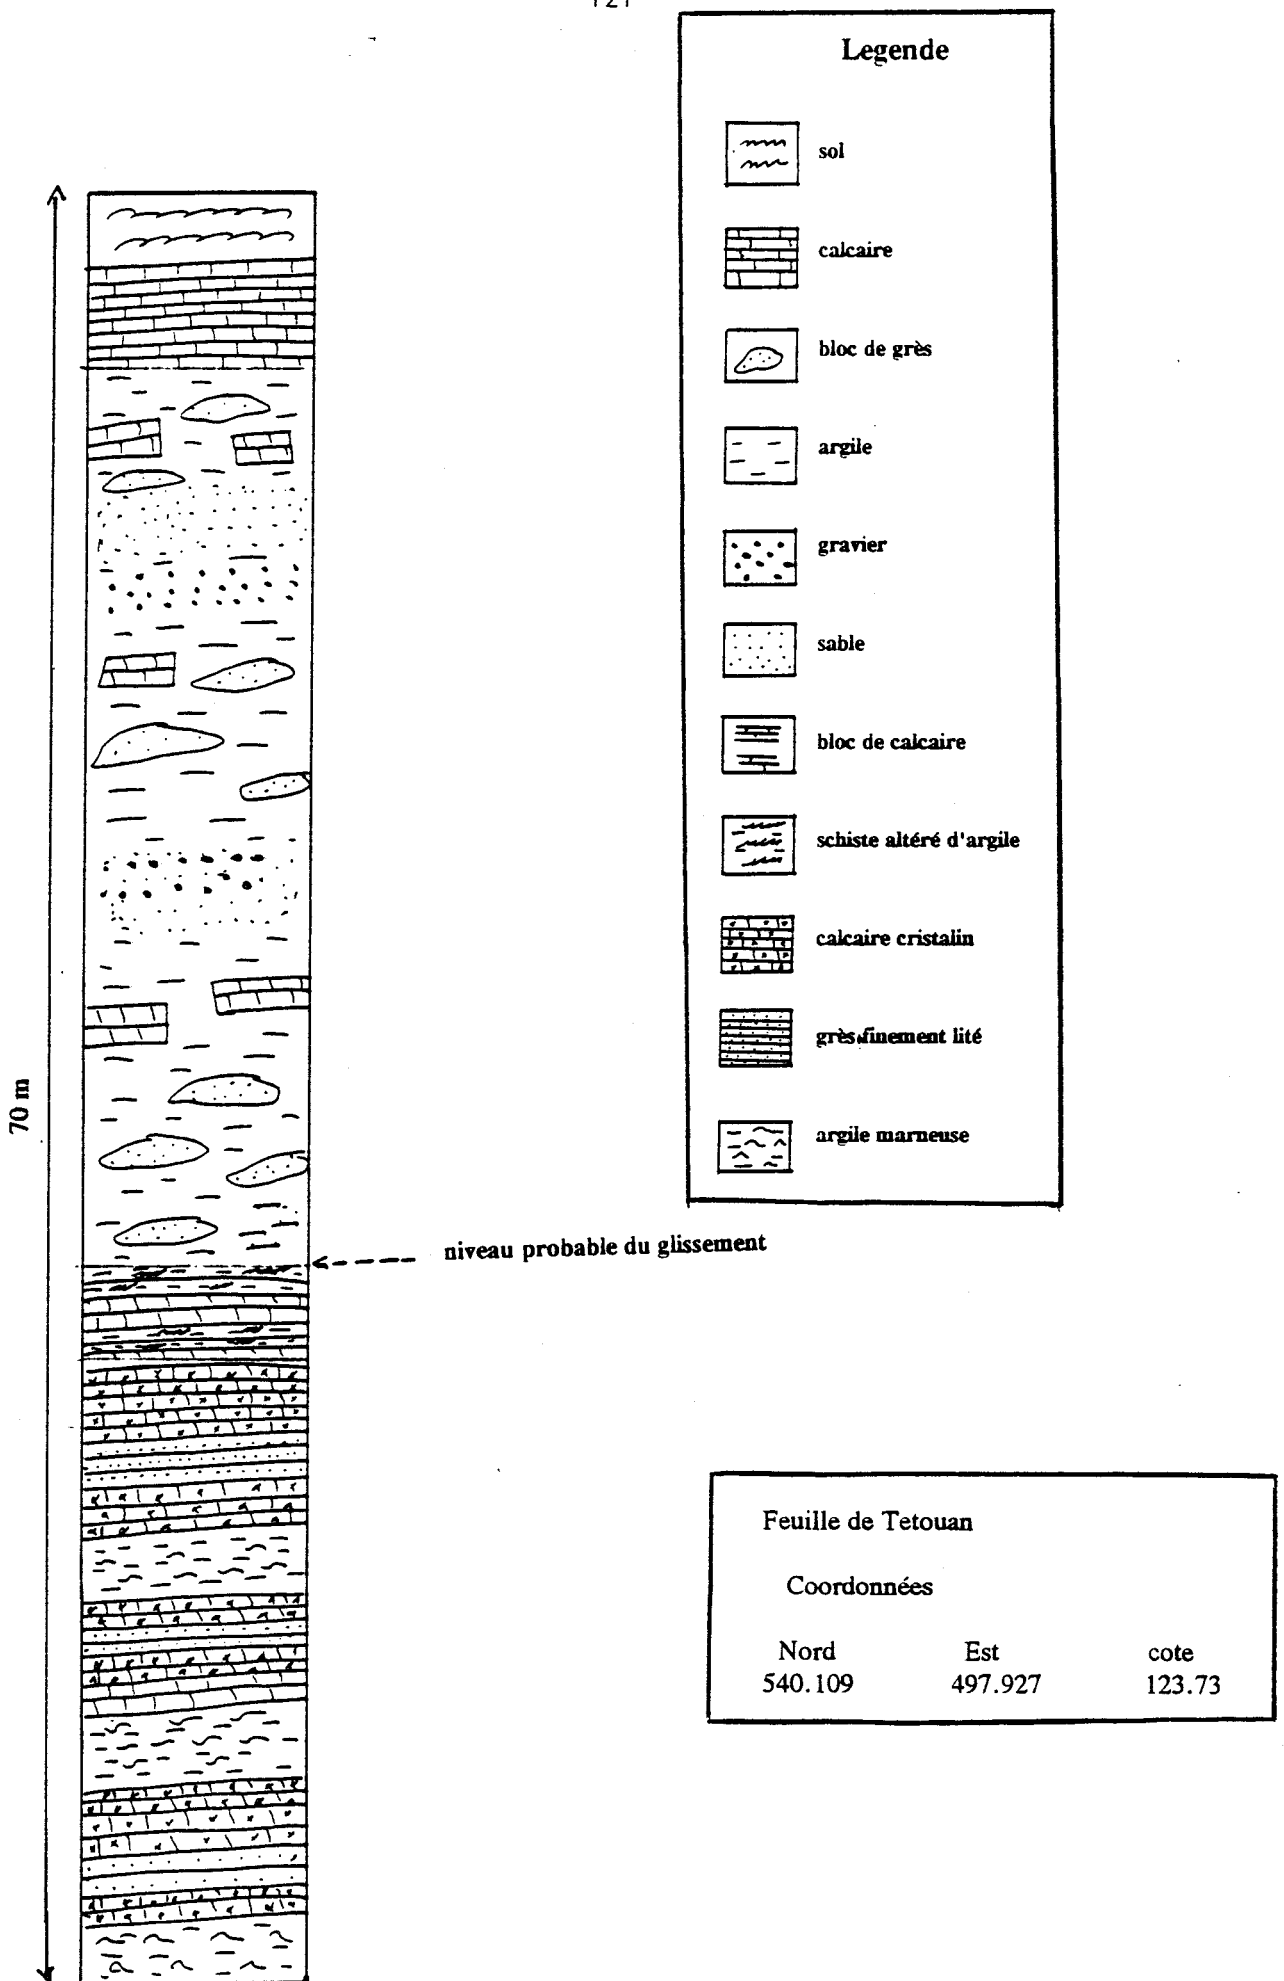 Legende
sol
calcaire
bloc de grès
argile
gravier
sable
bloc de calcaire
schiste altéré d'argile
calcaire cristalin
grès finement lité
argile marneuse
70 m
niveau probable du glissement
Feuille de Tetouan
Coordonnées
Nord Est cote
540.109 497.927 123.73